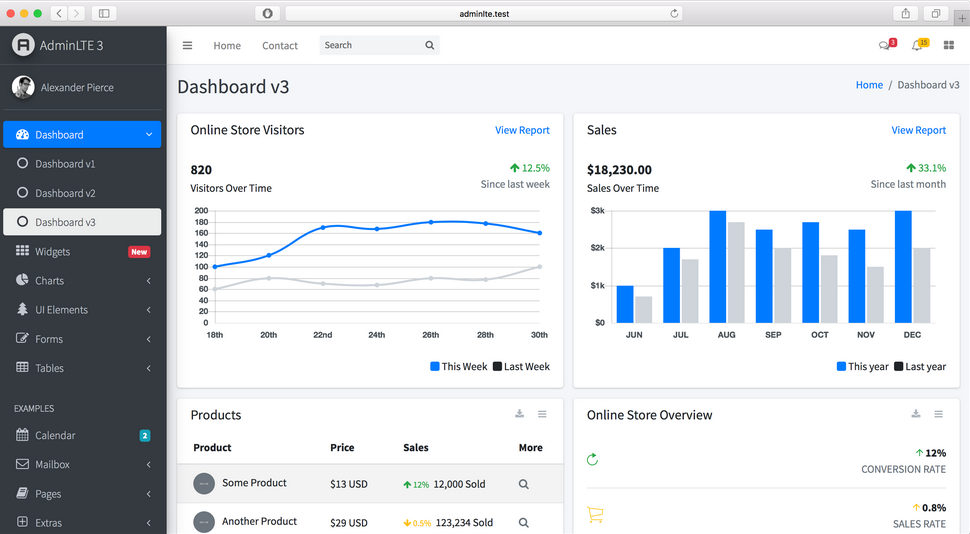 adminlte.test
AdminLTE 3
Alexander Pierce
Dashboard
Dashboard v1
Dashboard v2
Dashboard v3
Widgets New
Charts
UI Elements
Forms
Tables
EXAMPLES
Calendar 2
Mailbox
Pages
Extras
Home Contact Search 3 15
Dashboard v3 Home / Dashboard v3
Online Store Visitors View Report
820 12.5%
Visitors Over Time Since last week
200
180
160
140
120
100
80
60
40
20
0
18th 20th 22nd 24th 26th 28th 30th
This Week Last Week
Sales View Report
$18,230.00 33.1%
Sales Over Time Since last month
$3k
$2k
$1k
$0
JUN JUL AUG SEP OCT NOV DEC
This year Last year
Products
Product Price Sales More
Some Product $13 USD 12% 12,000 Sold
Another Product $29 USD 0.5% 123,234 Sold
Online Store Overview
12%
CONVERSION RATE
0.8%
SALES RATE